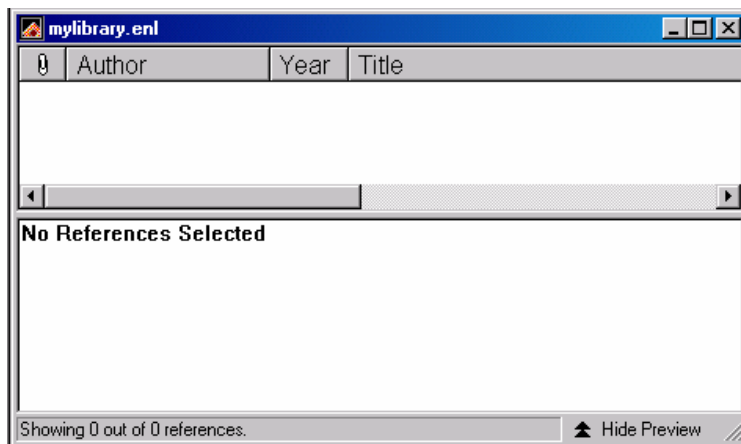 mylibrary.enl
Author Year Title
No References Selected
Showing 0 out of 0 references. Hide Preview